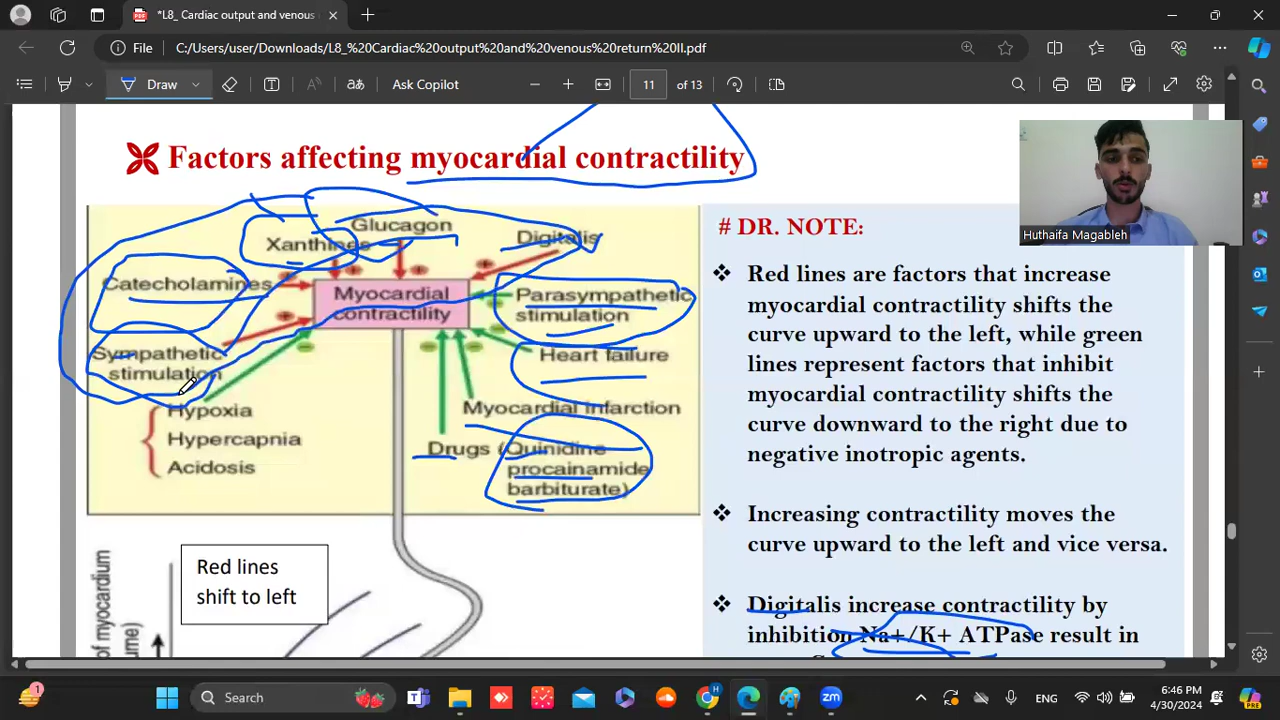 *L8_ Cardiac output and venous
File
C:/Users/user/Downloads/L8_%20Cardiac%20output%20and%20venous%20return%20II.pdf
Draw
Ask Copilot
11
of 13
Factors affecting myocardial contractility
Huthaifa Magableh
Glucagon
Xanthines
Digitalis
Catecholamines
Myocardial
contractility
Parasympathetic
stimulation
Sympathetic
stimulation
Heart failure
Hypoxia
Hypercapnia
Acidosis
Myocardial infarction
Drugs (Quinidine
procainamide
barbiturate)
Red lines
shift to left
of myocardium
ume)
# DR. NOTE:
Red lines are factors that increase
myocardial contractility shifts the
curve upward to the left, while green
lines represent factors that inhibit
myocardial contractility shifts the
curve downward to the right due to
negative inotropic agents.
Increasing contractility moves the
curve upward to the left and vice versa.
Digitalis increase contractility by
inhibition Na+/K+ ATPase result in
1
Search
ENG
6:46 PM
4/30/2024